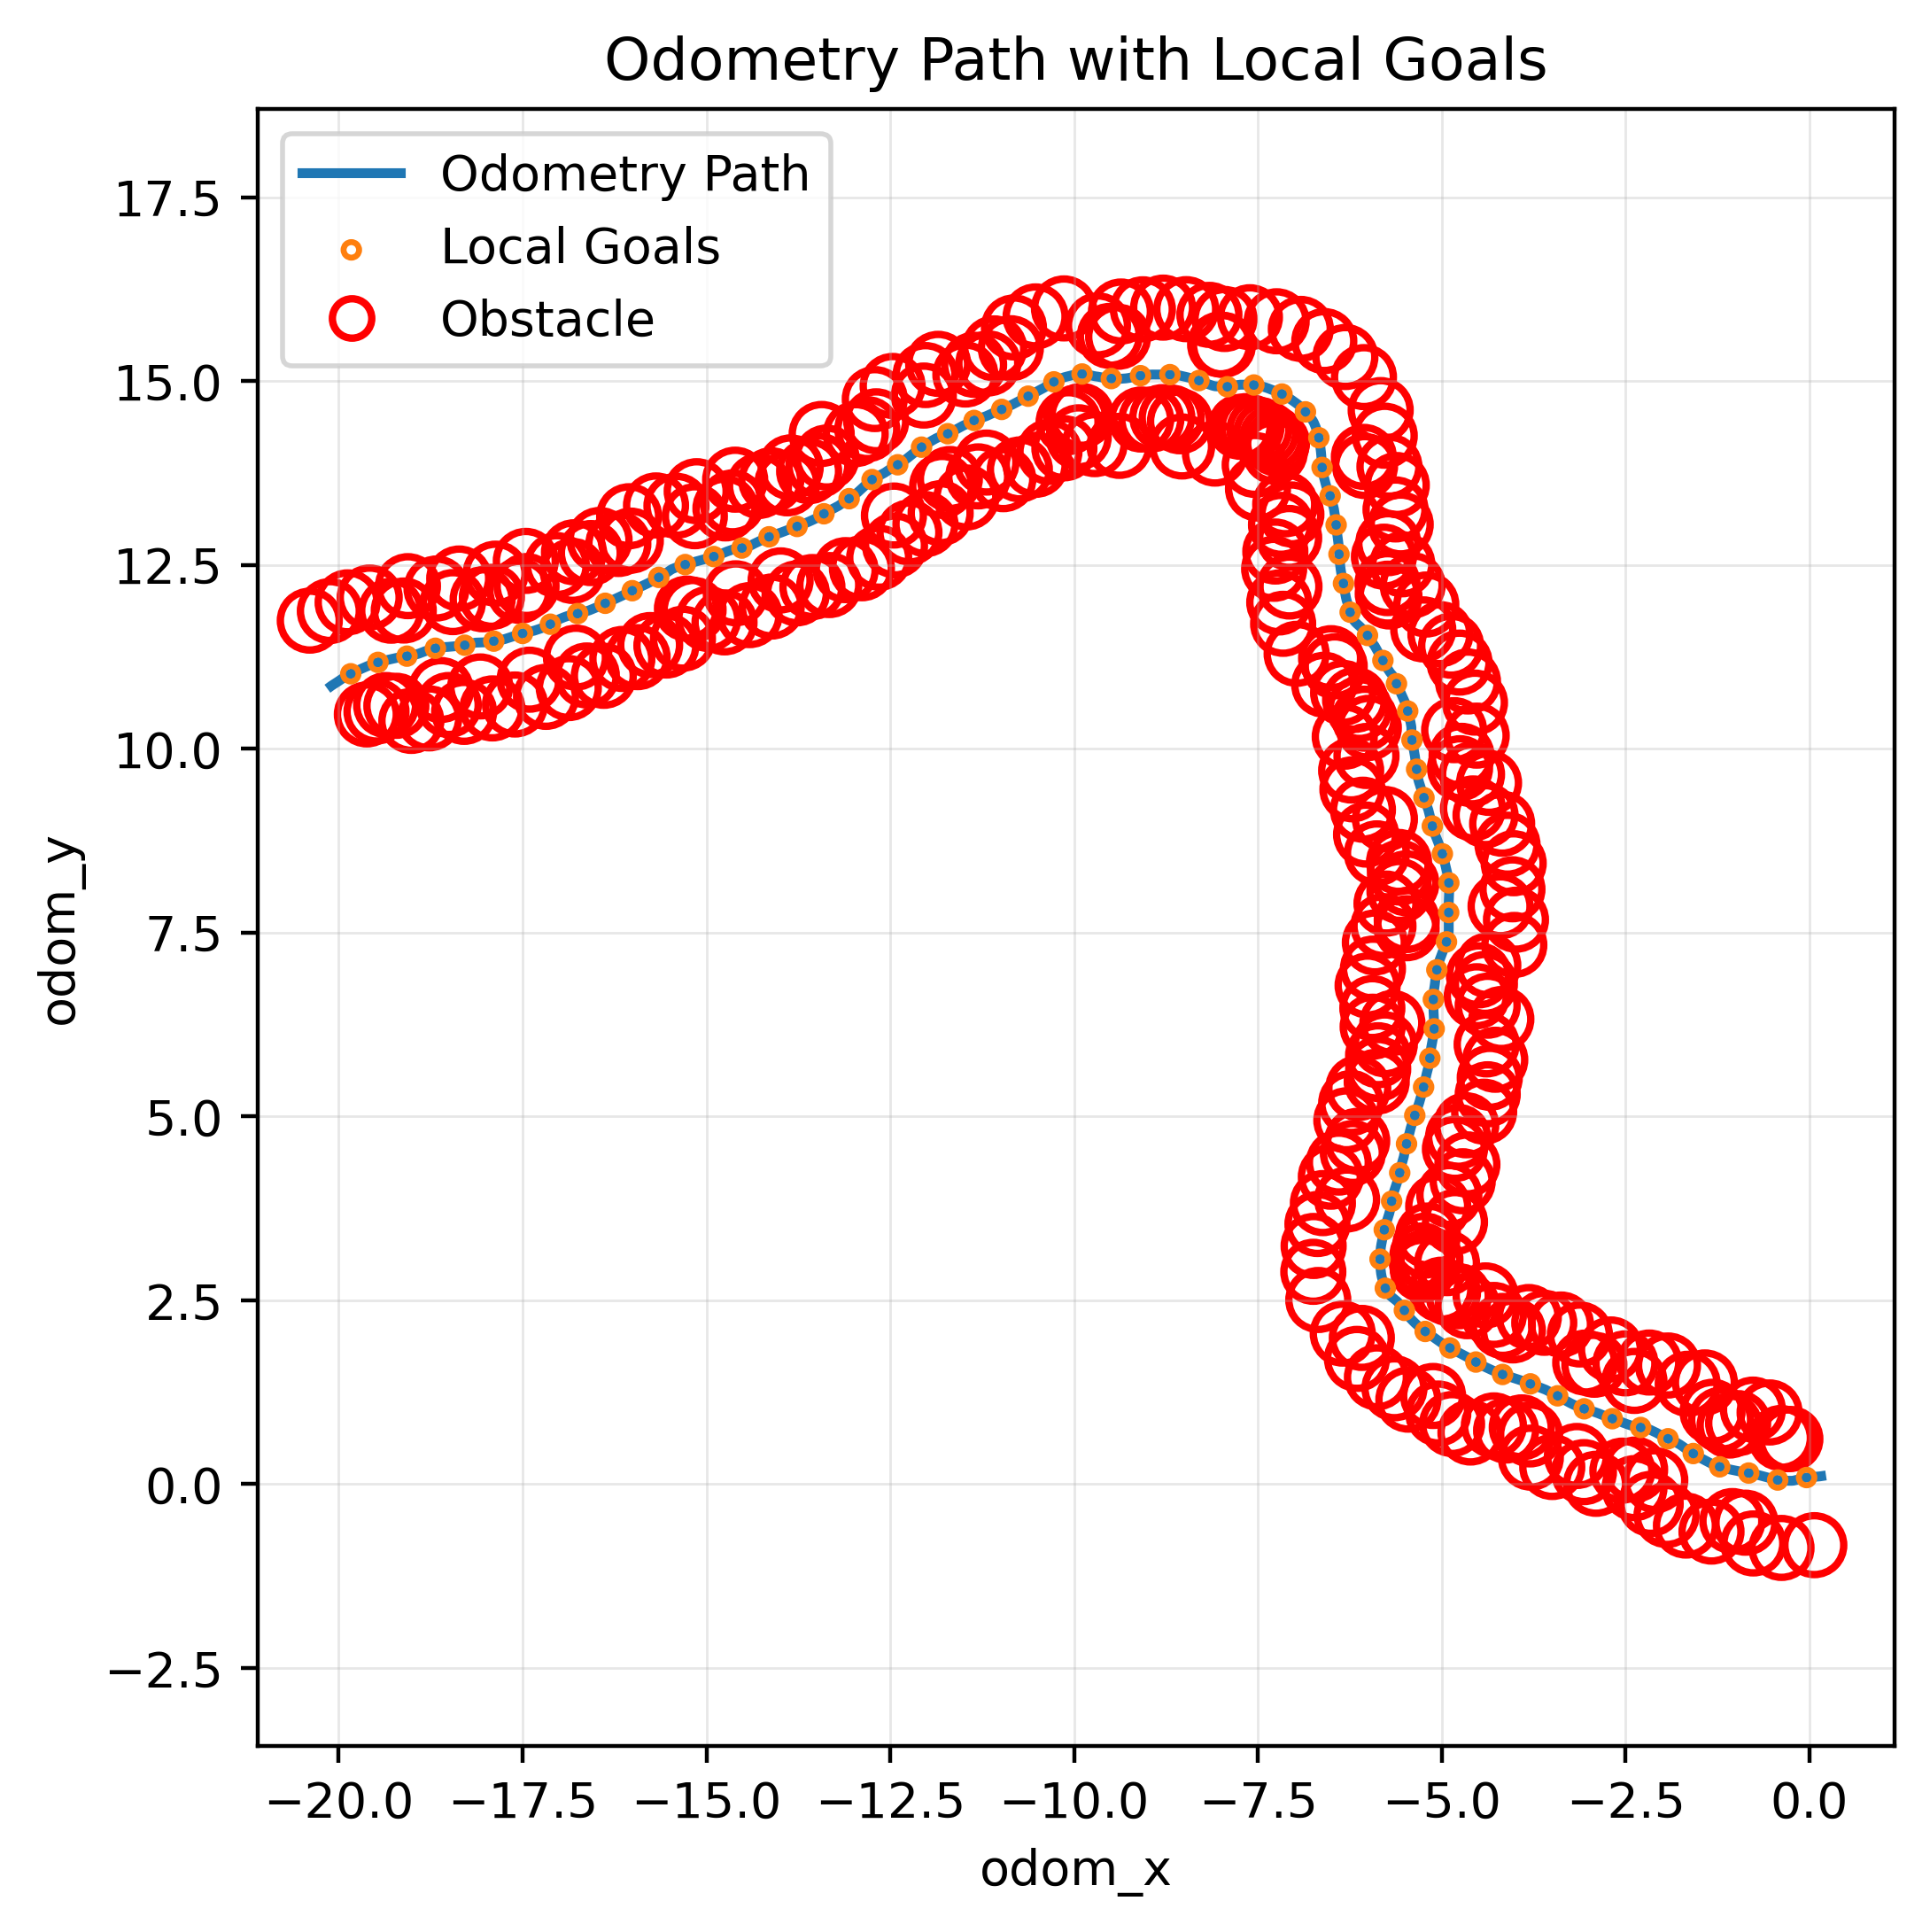 Odometry Path with Local Goals
Odometry Path
Local Goals
Obstacle
odom_y
17.5
15.0
12.5
10.0
7.5
5.0
2.5
0.0
−2.5
−20.0 −17.5 −15.0 −12.5 −10.0 −7.5 −5.0 −2.5 0.0
odom_x